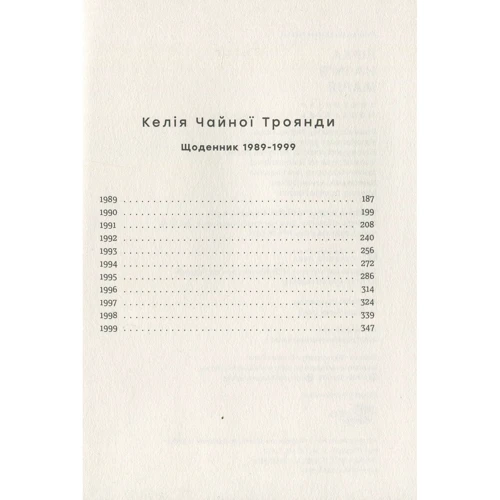 Келія Чайної Троянди
Щоденник 1989-1999
1989 . . . . . . . . . . . . . . . . . . . . . . . . . . . . . . . . . . . . . . . . 187
1990 . . . . . . . . . . . . . . . . . . . . . . . . . . . . . . . . . . . . . . . . 199
1991 . . . . . . . . . . . . . . . . . . . . . . . . . . . . . . . . . . . . . . . . 208
1992 . . . . . . . . . . . . . . . . . . . . . . . . . . . . . . . . . . . . . . . . 240
1993 . . . . . . . . . . . . . . . . . . . . . . . . . . . . . . . . . . . . . . . . 256
1994 . . . . . . . . . . . . . . . . . . . . . . . . . . . . . . . . . . . . . . . . 272
1995 . . . . . . . . . . . . . . . . . . . . . . . . . . . . . . . . . . . . . . . . 286
1996 . . . . . . . . . . . . . . . . . . . . . . . . . . . . . . . . . . . . . . . . 314
1997 . . . . . . . . . . . . . . . . . . . . . . . . . . . . . . . . . . . . . . . . 324
1998 . . . . . . . . . . . . . . . . . . . . . . . . . . . . . . . . . . . . . . . . 339
1999 . . . . . . . . . . . . . . . . . . . . . . . . . . . . . . . . . . . . . . . . 347